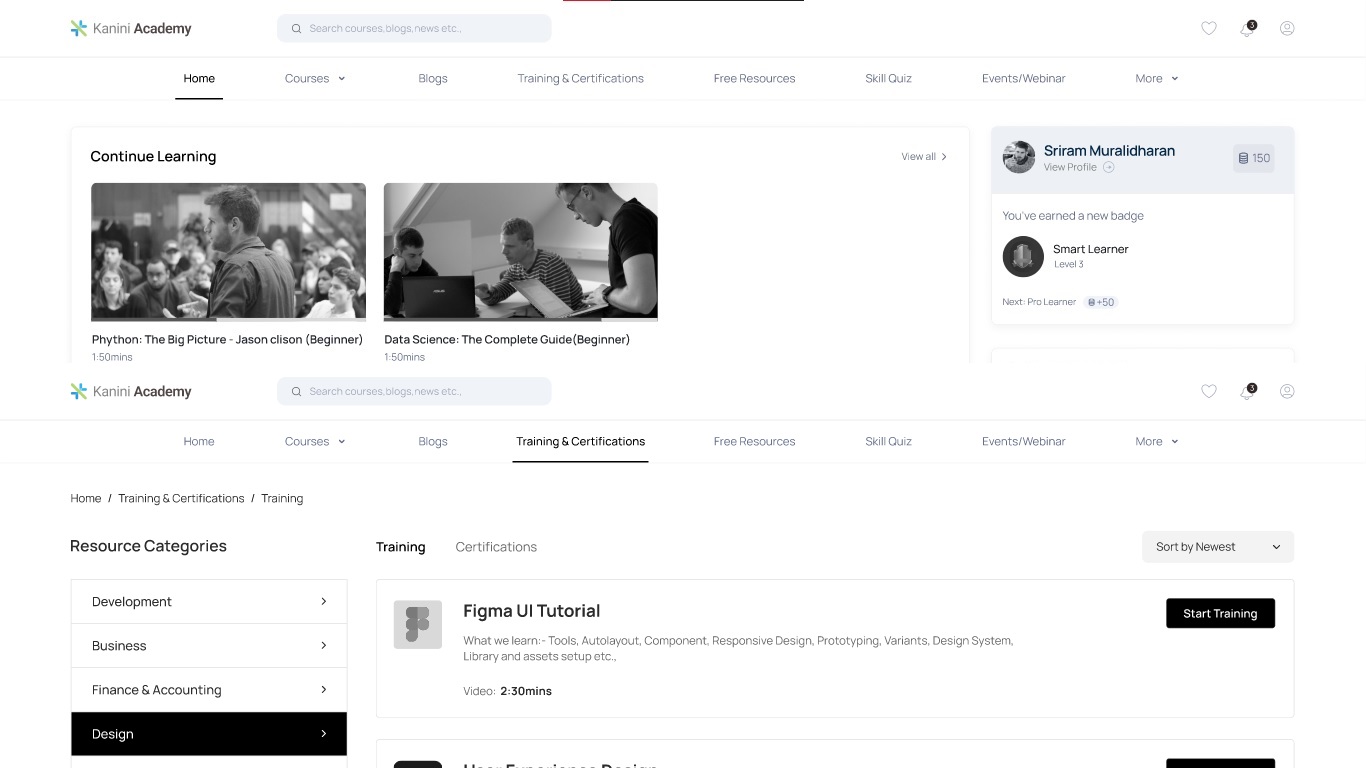 Kanini Academy
Search courses,blogs,news etc.,
3
Home
Courses
Blogs
Training & Certifications
Free Resources
Skill Quiz
Events/Webinar
More
Continue Learning
View all
Phython: The Big Picture - Jason clison (Beginner)
1:50mins
Data Science: The Complete Guide(Beginner)
1:50mins
Sriram Muralidharan
View Profile
150
You've earned a new badge
Smart Learner
Level 3
Next: Pro Learner
+50
Kanini Academy
Search courses,blogs,news etc.,
3
Home
Courses
Blogs
Training & Certifications
Free Resources
Skill Quiz
Events/Webinar
More
Home / Training & Certifications / Training
Resource Categories
Development
Business
Finance & Accounting
Design
Training
Certifications
Sort by Newest
Figma UI Tutorial
What we learn:- Tools, Autolayout, Component, Responsive Design, Prototyping, Variants, Design System,
Library and assets setup etc.,
Video: 2:30mins
Start Training
User Experience Design